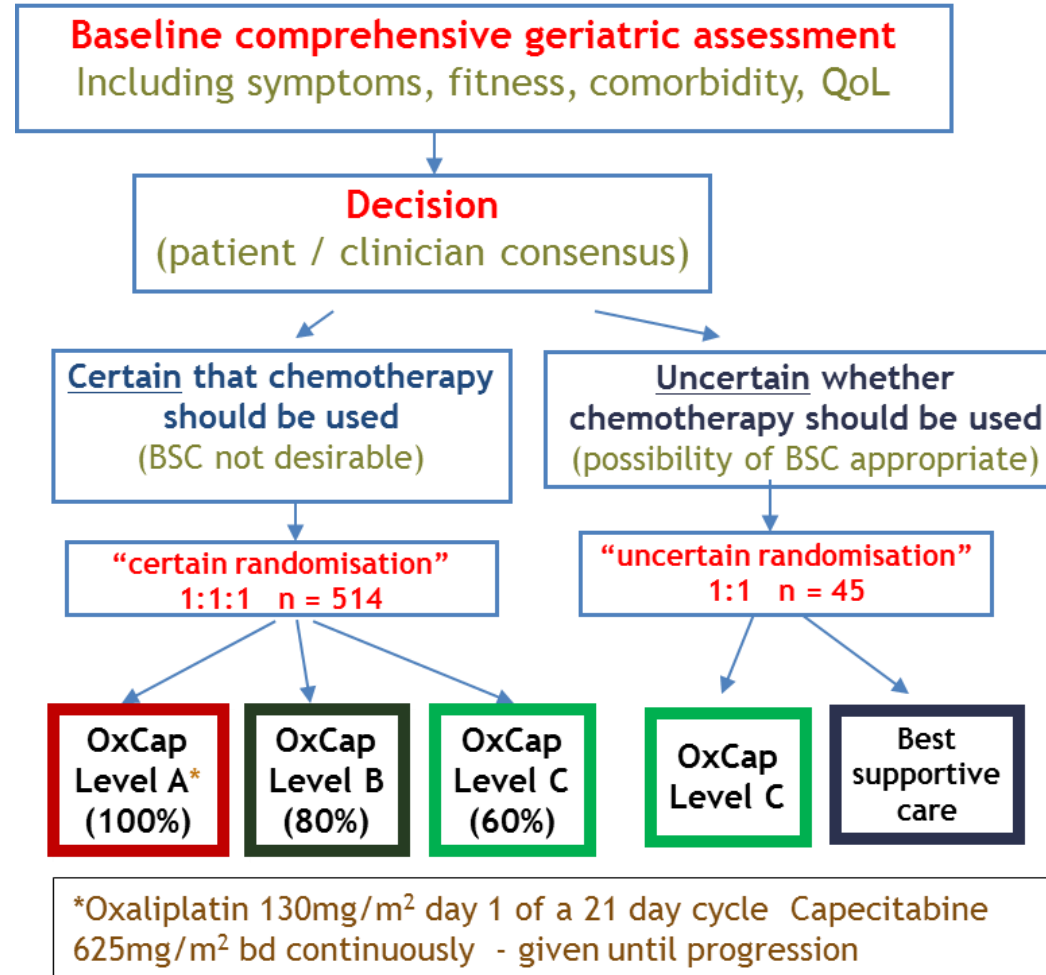 Baseline comprehensive geriatric assessment
Including symptoms, fitness, comorbidity, QoL
Decision
(patient / clinician consensus)
Certain that chemotherapy
should be used
(BSC not desirable)
Uncertain whether
chemotherapy should be used
(possibility of BSC appropriate)
“certain randomisation”
1:1:1 n = 514
“uncertain randomisation”
1:1 n = 45
OxCap
Level A*
(100%)
OxCap
Level B
(80%)
OxCap
Level C
(60%)
OxCap
Level C
Best
supportive
care
*Oxaliplatin 130mg/m² day 1 of a 21 day cycle Capecitabine
625mg/m² bd continuously - given until progression